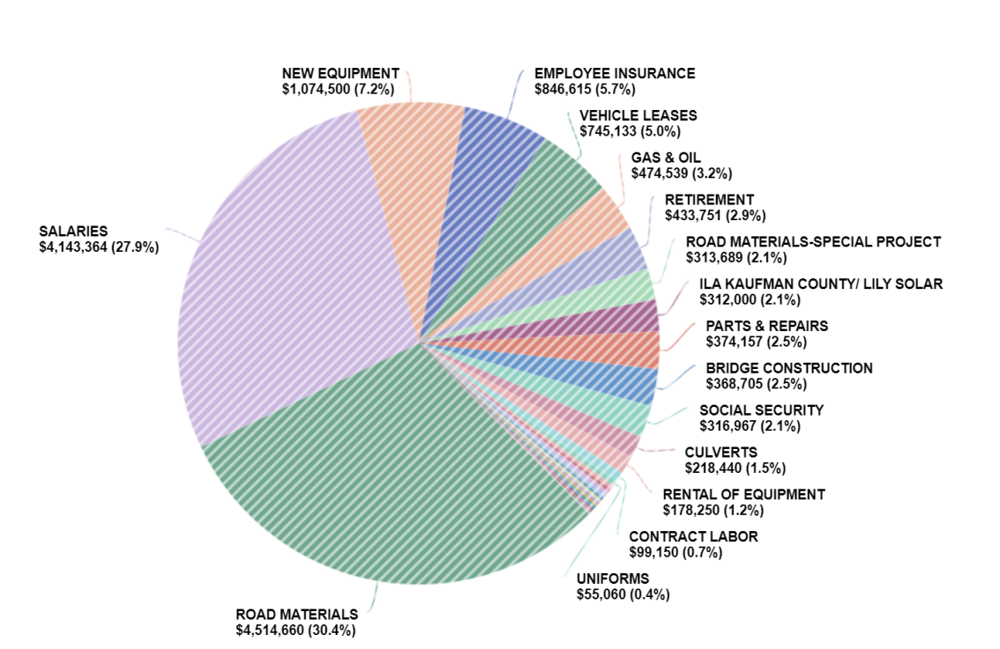 NEW EQUIPMENT
$1,074,500 (7.2%)
EMPLOYEE INSURANCE
$846,615 (5.7%)
VEHICLE LEASES
$745,133 (5.0%)
GAS & OIL
$474,539 (3.2%)
RETIREMENT
$433,751 (2.9%)
SALARIES
$4,143,364 (27.9%)
ROAD MATERIALS-SPECIAL PROJECT
$313,689 (2.1%)
ILA KAUFMAN COUNTY/ LILY SOLAR
$312,000 (2.1%)
PARTS & REPAIRS
$374,157 (2.5%)
BRIDGE CONSTRUCTION
$368,705 (2.5%)
SOCIAL SECURITY
$316,967 (2.1%)
CULVERTS
$218,440 (1.5%)
RENTAL OF EQUIPMENT
$178,250 (1.2%)
CONTRACT LABOR
$99,150 (0.7%)
UNIFORMS
$55,060 (0.4%)
ROAD MATERIALS
$4,514,660 (30.4%)